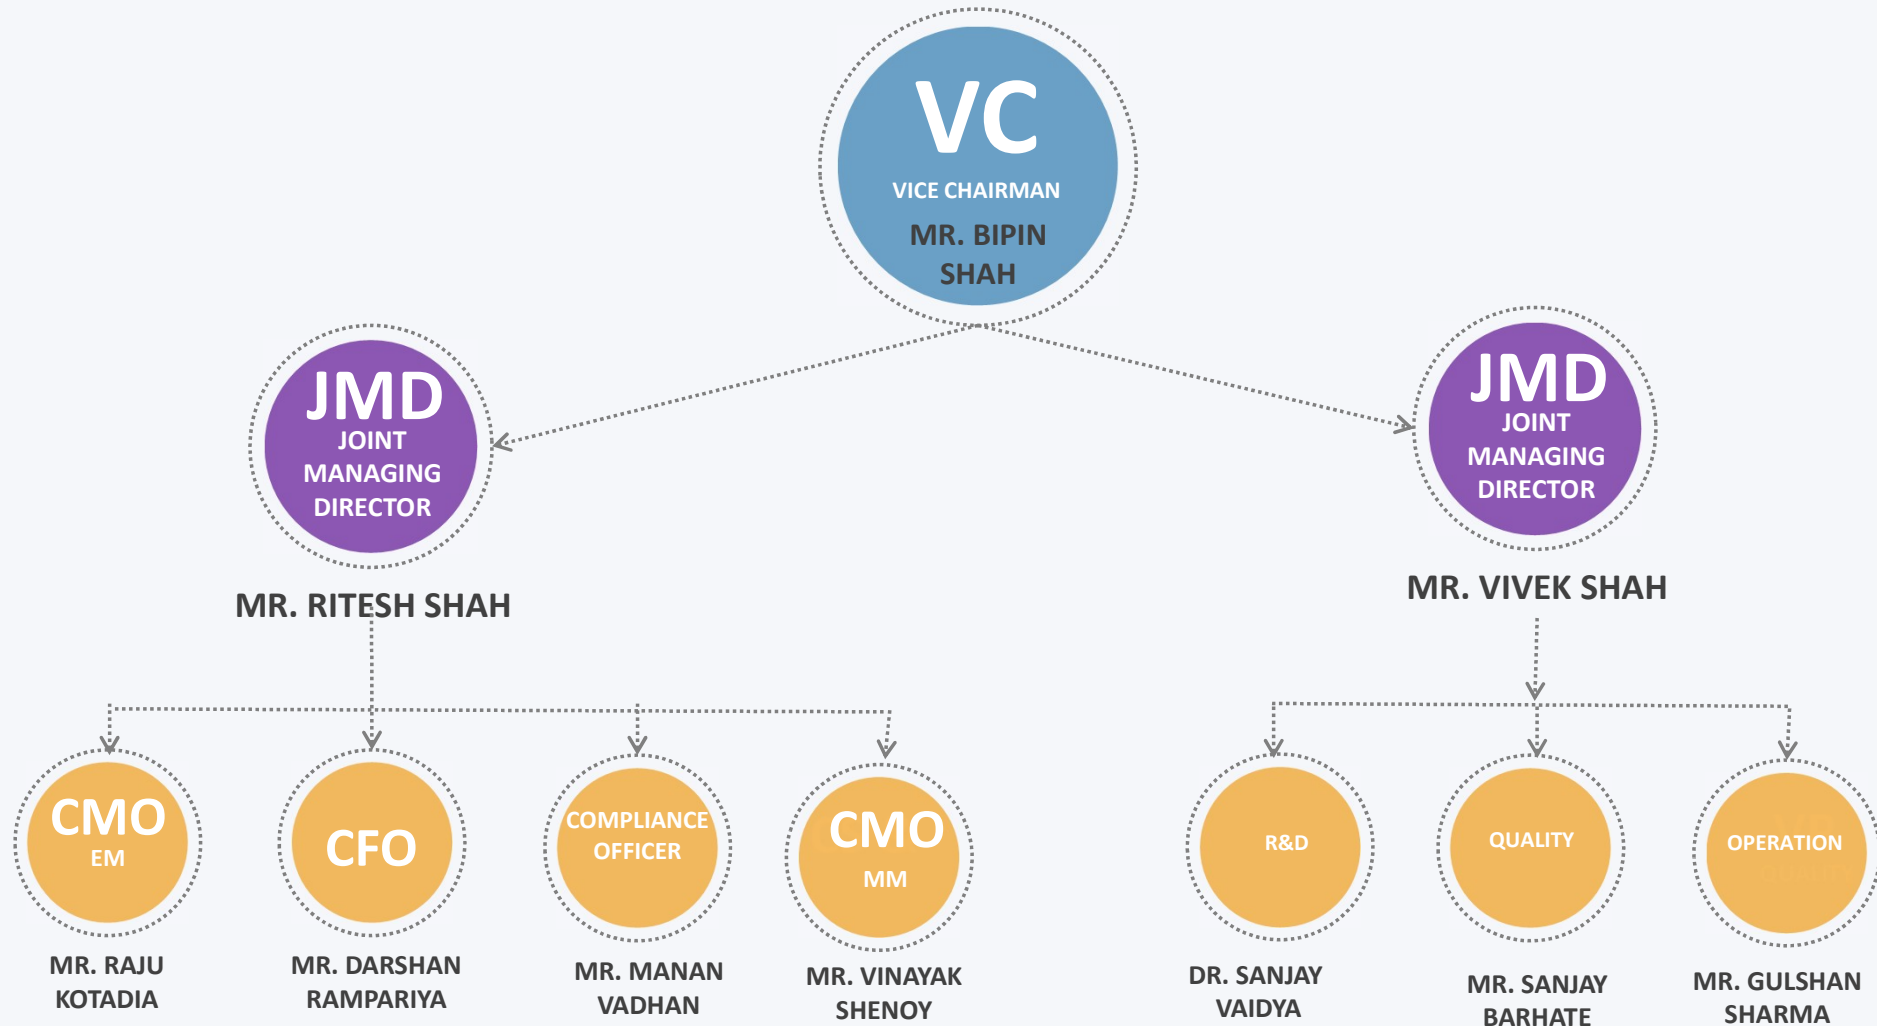 VC
VICE CHAIRMAN
MR. BIPIN
SHAH
JMD
JOINT
MANAGING
DIRECTOR
MR. RITESH SHAH
JMD
JOINT
MANAGING
DIRECTOR
MR. VIVEK SHAH
CMO
EM
MR. RAJU
KOTADIA
CFO
MR. DARSHAN
RAMPARIYA
COMPLIANCE
OFFICER
MR. MANAN
VADHAN
CMO
MM
MR. VINAYAK
SHENOY
R&D
DR. SANJAY
VAIDYA
QUALITY
MR. SANJAY
BARHATE
OPERATION
MR. GULSHAN
SHARMA